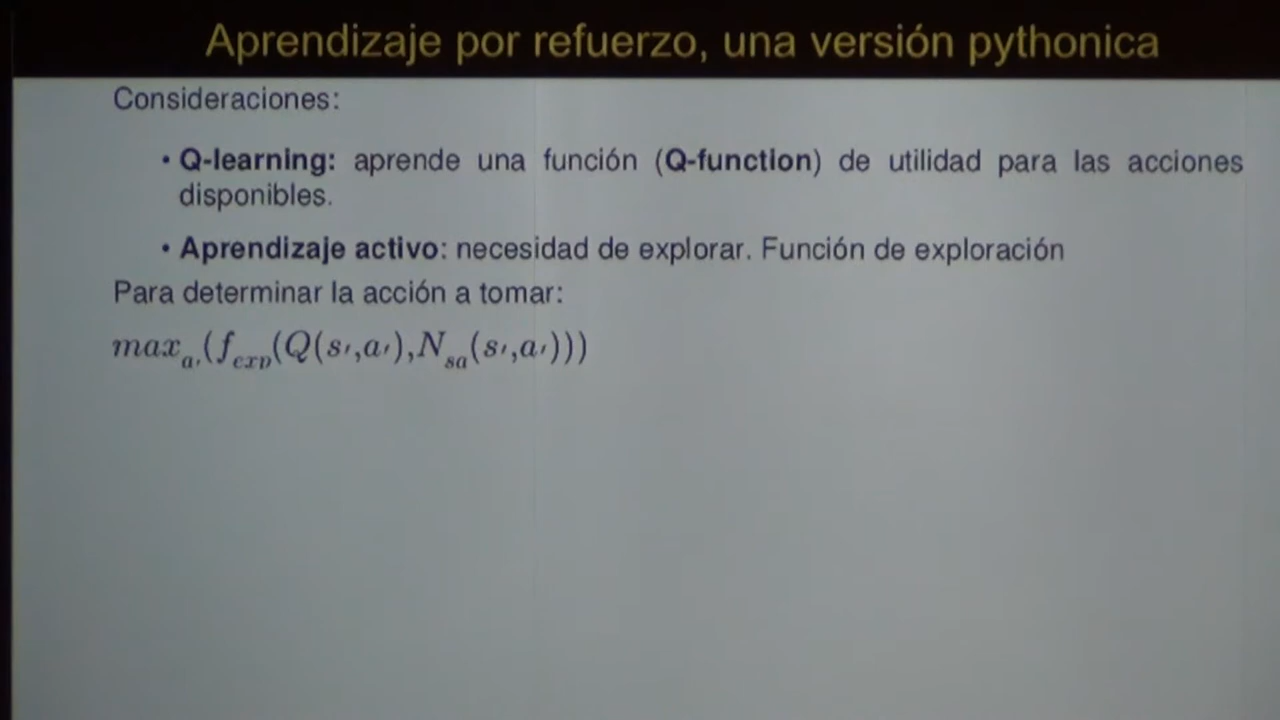 Aprendizaje por refuerzo, una versión pythonica
Consideraciones:
• Q-learning: aprende una función (Q-function) de utilidad para las acciones
disponibles.
• Aprendizaje activo: necesidad de explorar. Función de exploración
Para determinar la acción a tomar:
max_a′(f_exp(Q(s′,a′),N_sa(s′,a′)))